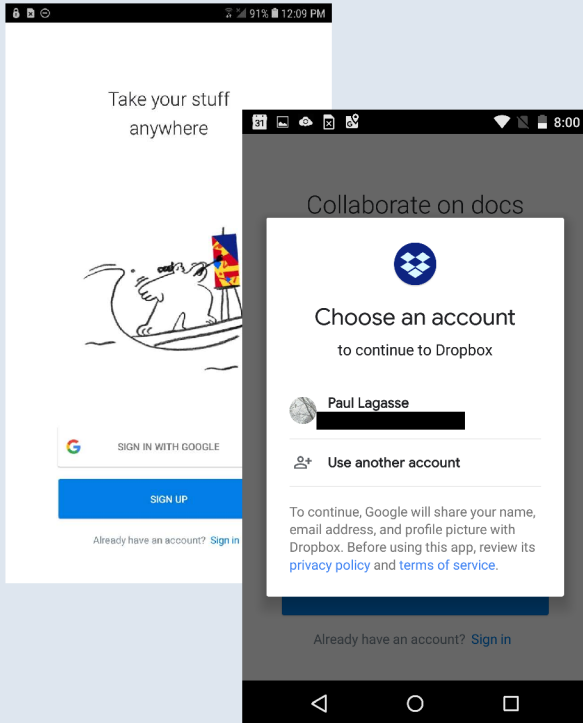 91% 12:09 PM
Take your stuff
anywhere
SIGN IN WITH GOOGLE
SIGN UP
Already have an account? Sign in
31
8:00
Collaborate on docs
Choose an account
to continue to Dropbox
Paul Lagasse
Use another account
To continue, Google will share your name,
email address, and profile picture with
Dropbox. Before using this app, review its
privacy policy and terms of service.
Already have an account? Sign in